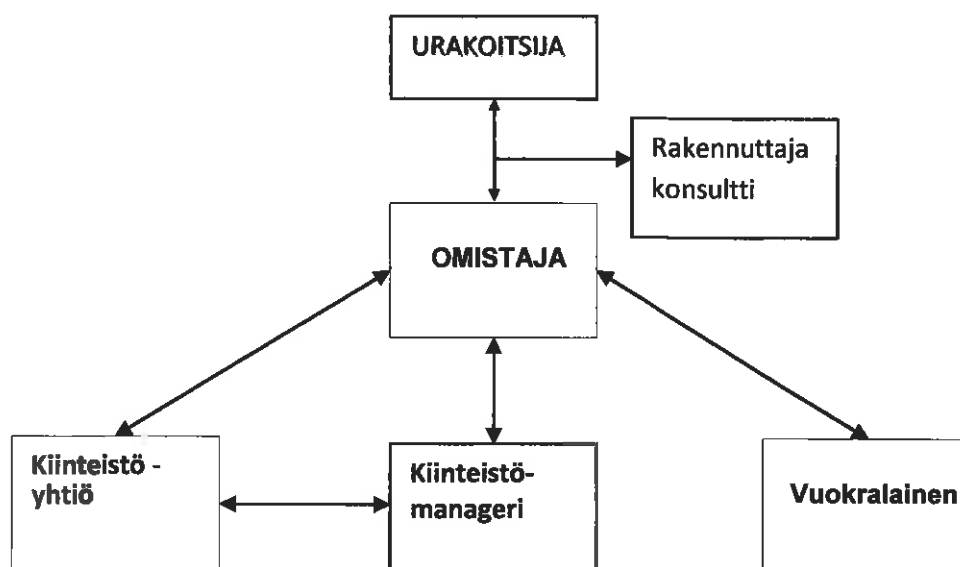 URAKOITSIJA
Rakennuttaja
konsultti
OMISTAJA
Kiinteistö -
yhtiö
Kiinteistö-
manageri
Vuokralainen